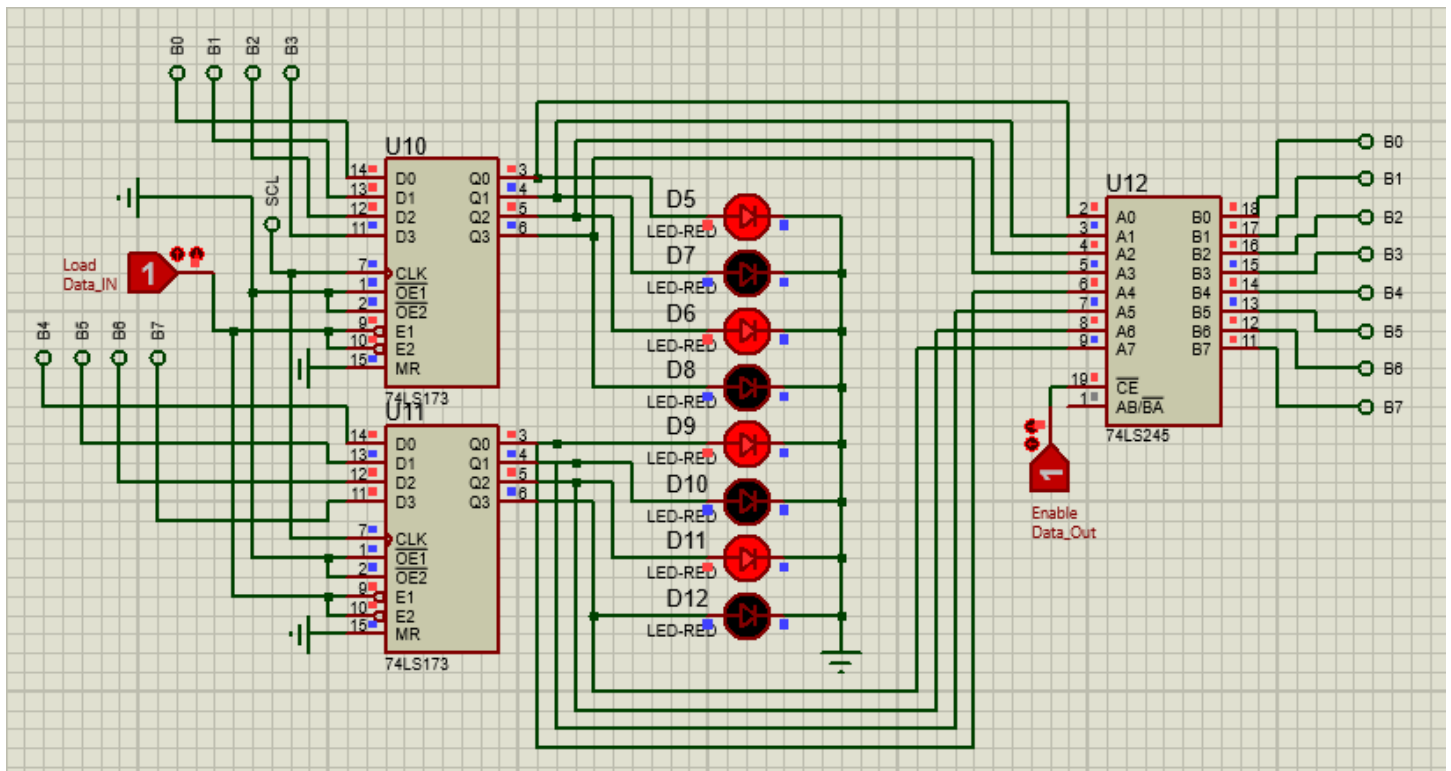 B0
B1
B2
B3
U10
14 D0 Q0 3
13 D1 Q1 4
12 D2 Q2 5
11 D3 Q3 6
7 CLK
1 OE1
2 OE2
9 E1
10 E2
15 MR
74LS173
SCL
Load
Data_IN
1
B4
B5
B6
B7
U11
14 D0 Q0 3
13 D1 Q1 4
12 D2 Q2 5
11 D3 Q3 6
7 CLK
1 OE1
2 OE2
9 E1
10 E2
15 MR
74LS173
D5
LED-RED
D7
LED-RED
D6
LED-RED
D8
LED-RED
D9
LED-RED
D10
LED-RED
D11
LED-RED
D12
LED-RED
U12
2 A0 B0 18
3 A1 B1 17
4 A2 B2 16
5 A3 B3 15
6 A4 B4 14
7 A5 B5 13
8 A6 B6 12
9 A7 B7 11
19 CE
1 AB/BA
74LS245
1
Enable
Data_Out
B0
B1
B2
B3
B4
B5
B6
B7